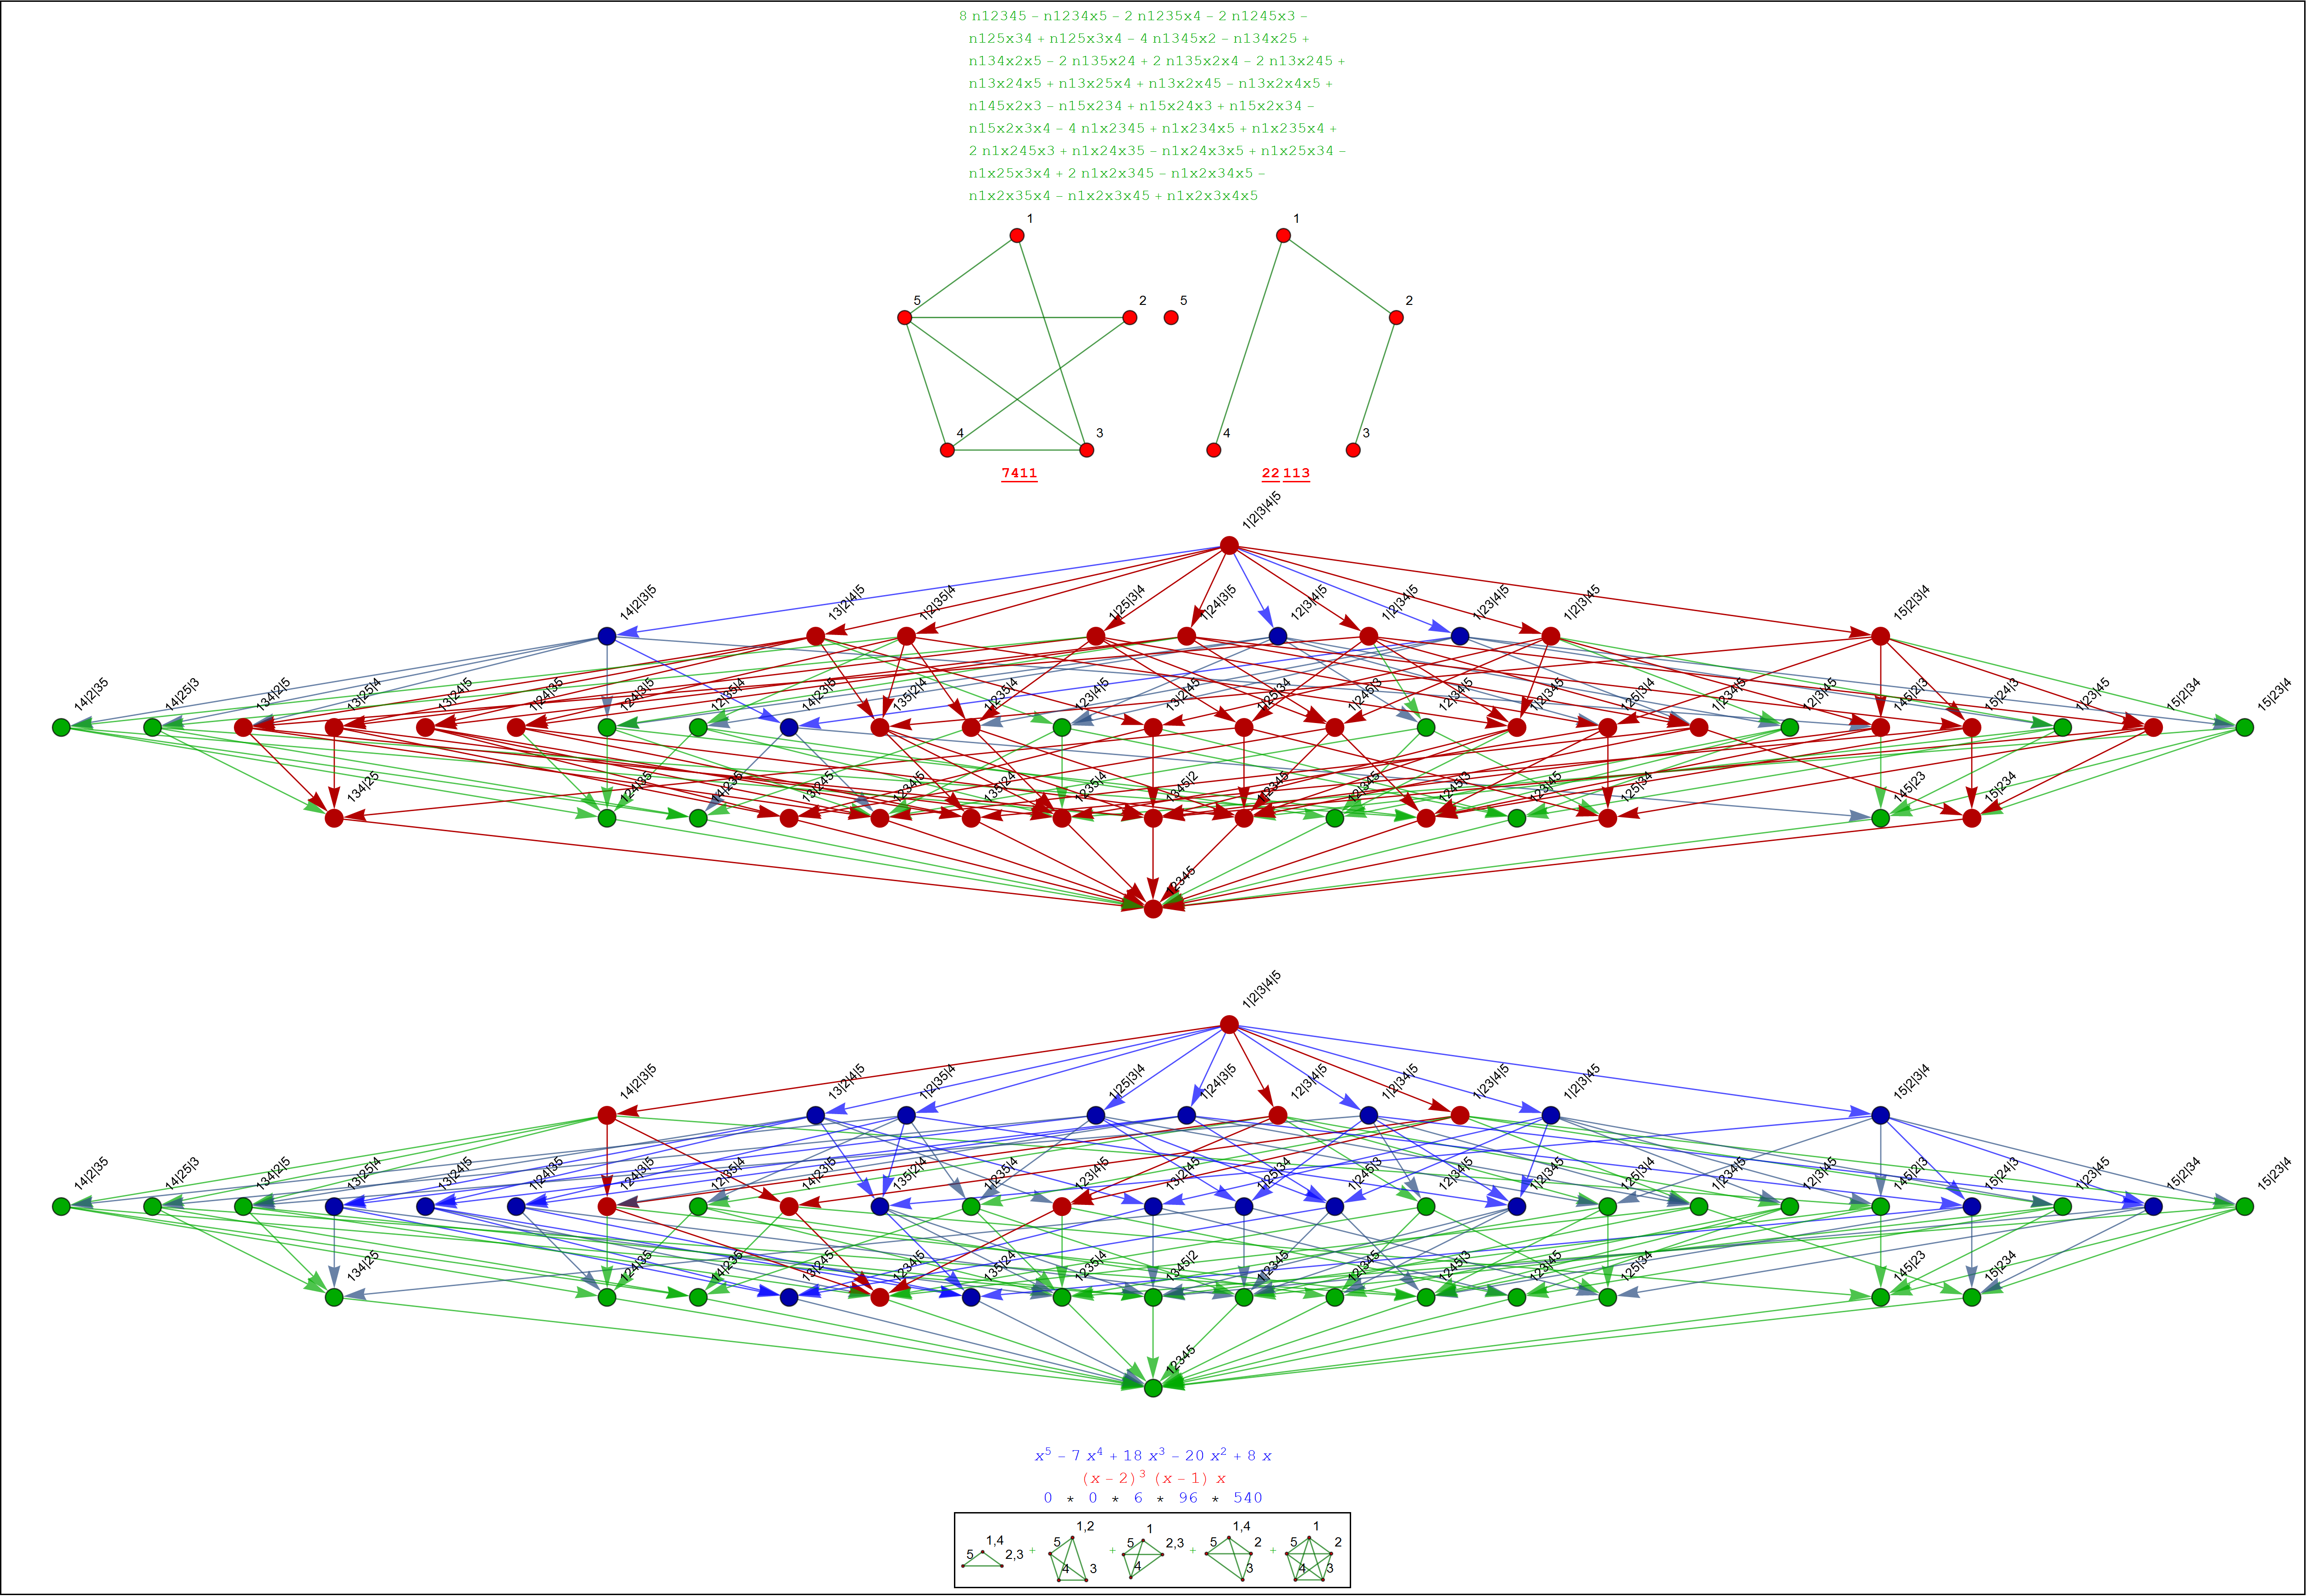 8 n12345 − n1234x5 − 2 n1235x4 − 2 n1245x3 −
n125x34 + n125x3x4 − 4 n1345x2 − n134x25 +
n134x2x5 − 2 n135x24 + 2 n135x2x4 − 2 n13x245 +
n13x24x5 + n13x25x4 + n13x2x45 − n13x2x4x5 +
n145x2x3 − n15x234 + n15x24x3 + n15x2x34 −
n15x2x3x4 − 4 n1x2345 + n1x234x5 + n1x235x4 +
2 n1x245x3 + n1x24x35 − n1x24x3x5 + n1x25x34 −
n1x25x3x4 + 2 n1x2x345 − n1x2x34x5 −
n1x2x35x4 − n1x2x3x45 + n1x2x3x4x5
1 1
5 2 5 2
4 3 4 3
7411 22 113
1|2|3|4|5
14|2|3|5 13|2|4|5 1|2|35|4 1|25|3|4 1|24|3|5 12|3|4|5 1|2|34|5 1|23|4|5 1|2|3|45 15|2|3|4
14|2|35 14|25|3 134|2|5 13|25|4 13|24|5 1|24|35 124|3|5 12|35|4 14|23|5 135|2|4 1|235|4 123|4|5 13|2|45 1|25|34 1|245|3 12|34|5 1|2|345 125|3|4 1|234|5 12|3|45 145|2|3 15|24|3 1|23|45 15|2|34 15|23|4
134|25 124|35 14|235 13|245 1234|5 135|24 1235|4 1345|2 1|2345 12|345 1245|3 123|45 125|34 145|23 15|234
12345
1|2|3|4|5
14|2|3|5 13|2|4|5 1|2|35|4 1|25|3|4 1|24|3|5 12|3|4|5 1|2|34|5 1|23|4|5 1|2|3|45 15|2|3|4
14|2|35 14|25|3 134|2|5 13|25|4 13|24|5 1|24|35 124|3|5 12|35|4 14|23|5 135|2|4 1|235|4 123|4|5 13|2|45 1|25|34 1|245|3 12|34|5 1|2|345 125|3|4 1|234|5 12|3|45 145|2|3 15|24|3 1|23|45 15|2|34 15|23|4
134|25 124|35 14|235 13|245 1234|5 135|24 1235|4 1345|2 1|2345 12|345 1245|3 123|45 125|34 145|23 15|234
12345
x⁵ − 7 x⁴ + 18 x³ − 20 x² + 8 x
(x − 2)³ (x − 1) x
0 * 0 * 6 * 96 * 540
1,4 5 2,3 + 1,2 5 4 3 + 1 5 2,3 4 + 1,4 5 2 3 + 1 5 2 4 3